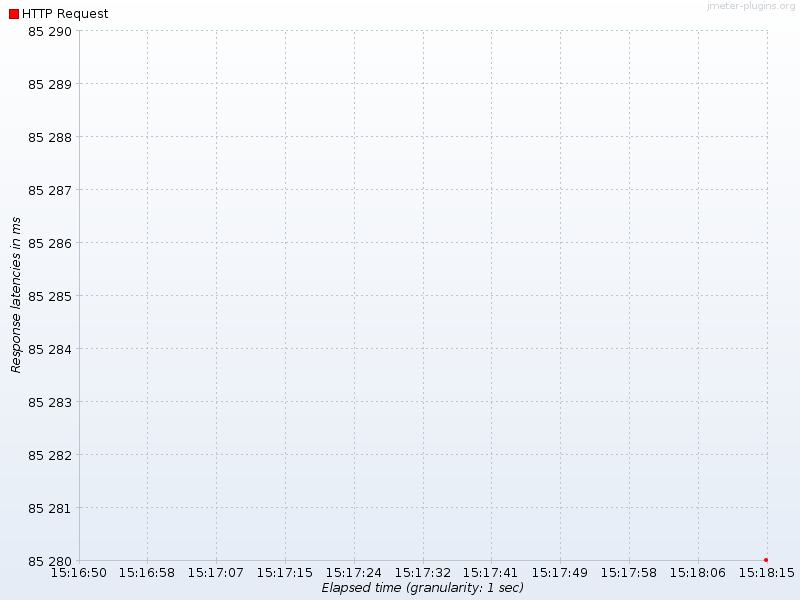 HTTP Request
jmeter-plugins.org
85 290
85 289
85 288
85 287
85 286
85 285
85 284
85 283
85 282
85 281
85 280
Response latencies in ms
15:16:50 15:16:58 15:17:07 15:17:15 15:17:24 15:17:32 15:17:41 15:17:49 15:17:58 15:18:06 15:18:15
Elapsed time (granularity: 1 sec)